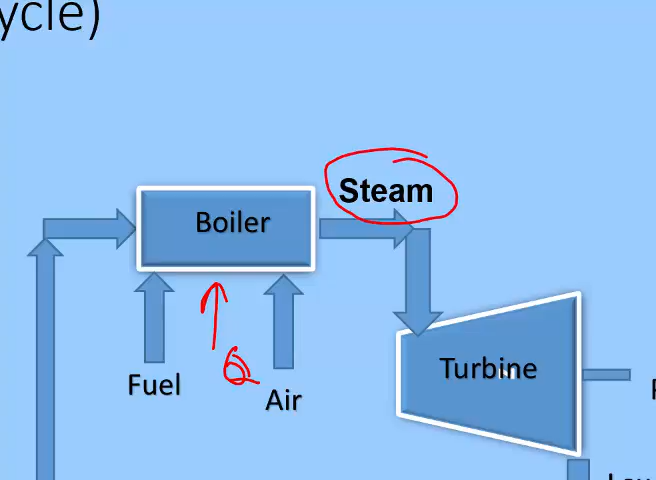 ycle)
Steam
Boiler
Turbine
Q
Fuel
Air